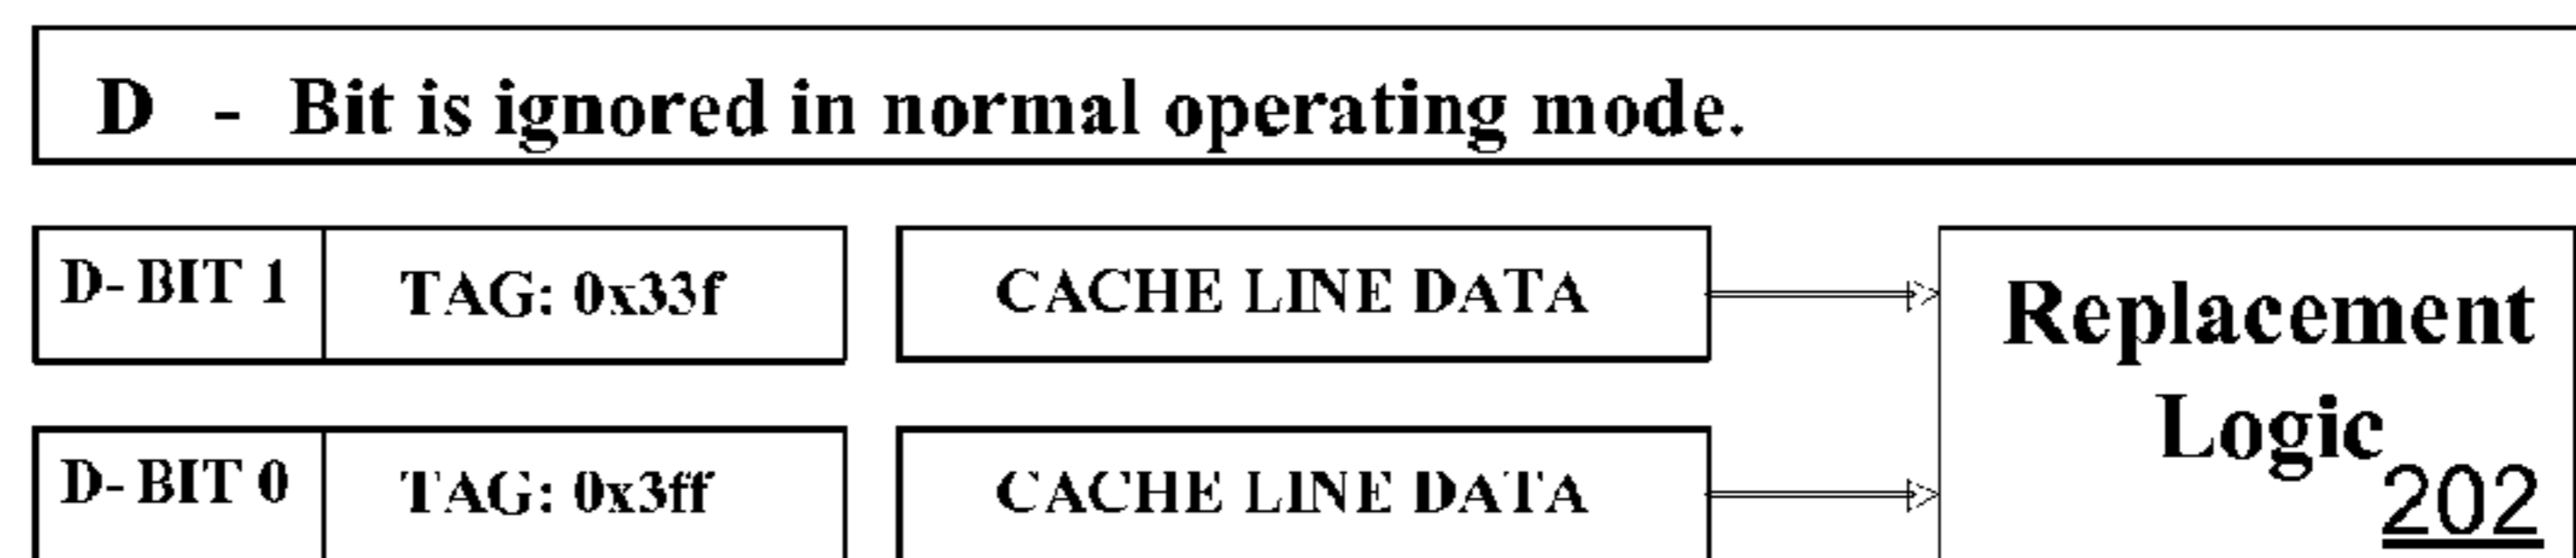 D - Bit is ignored in normal operating mode.
D- BIT 1
TAG: 0x33f
CACHE LINE DATA
Replacement
Logic
202
D- BIT 0
TAG: 0x3ff
CACHE LINE DATA